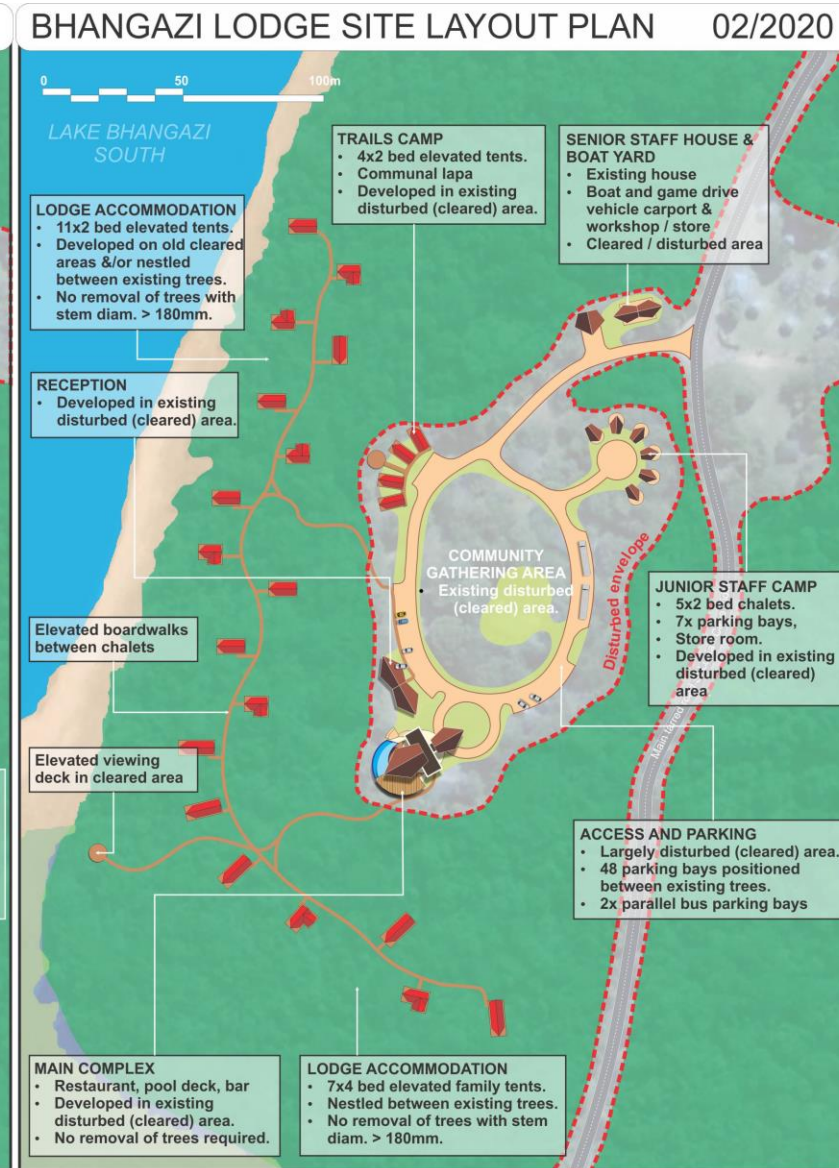 BHANGAZI LODGE SITE LAYOUT PLAN 02/2020
0 50 100m
LAKE BHANGAZI
SOUTH
TRAILS CAMP
• 4x2 bed elevated tents.
• Communal lapa
• Developed in existing
disturbed (cleared) area.
SENIOR STAFF HOUSE &
BOAT YARD
• Existing house
• Boat and game drive
vehicle carport &
workshop / store
• Cleared / disturbed area
LODGE ACCOMMODATION
• 11x2 bed elevated tents.
• Developed on old cleared
areas &/or nestled
between existing trees.
• No removal of trees with
stem diam. > 180mm.
RECEPTION
• Developed in existing
disturbed (cleared) area.
COMMUNITY
GATHERING AREA
Existing disturbed
(cleared) area.
Disturbed envelope
JUNIOR STAFF CAMP
• 5x2 bed chalets.
• 7x parking bays,
• Store room.
• Developed in existing
disturbed (cleared)
area
Elevated boardwalks
between chalets
Main tarred
Elevated viewing
deck in cleared area
ACCESS AND PARKING
• Largely disturbed (cleared) area.
• 48 parking bays positioned
between existing trees.
• 2x parallel bus parking bays
MAIN COMPLEX
• Restaurant, pool deck, bar
• Developed in existing
disturbed (cleared) area.
• No removal of trees required.
LODGE ACCOMMODATION
• 7x4 bed elevated family tents.
• Nestled between existing trees.
• No removal of trees with stem
diam. > 180mm.